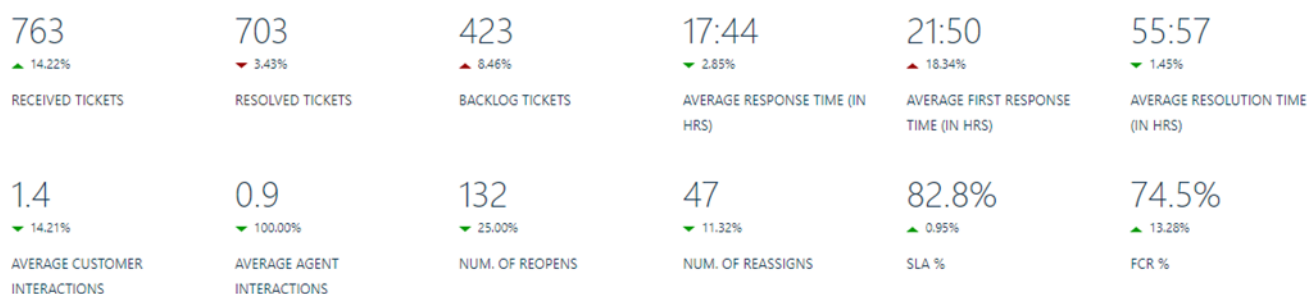 763 703 423 17:44 21:50 55:57
14.22% 3.43% 8.46% 2.85% 18.34% 1.45%
RECEIVED TICKETS RESOLVED TICKETS BACKLOG TICKETS AVERAGE RESPONSE TIME (IN AVERAGE FIRST RESPONSE AVERAGE RESOLUTION TIME
HRS) TIME (IN HRS) (IN HRS)
1.4 0.9 132 47 82.8% 74.5%
14.21% 100.00% 25.00% 11.32% 0.95% 13.28%
AVERAGE CUSTOMER AVERAGE AGENT NUM. OF REOPENS NUM. OF REASSIGNS SLA % FCR %
INTERACTIONS INTERACTIONS